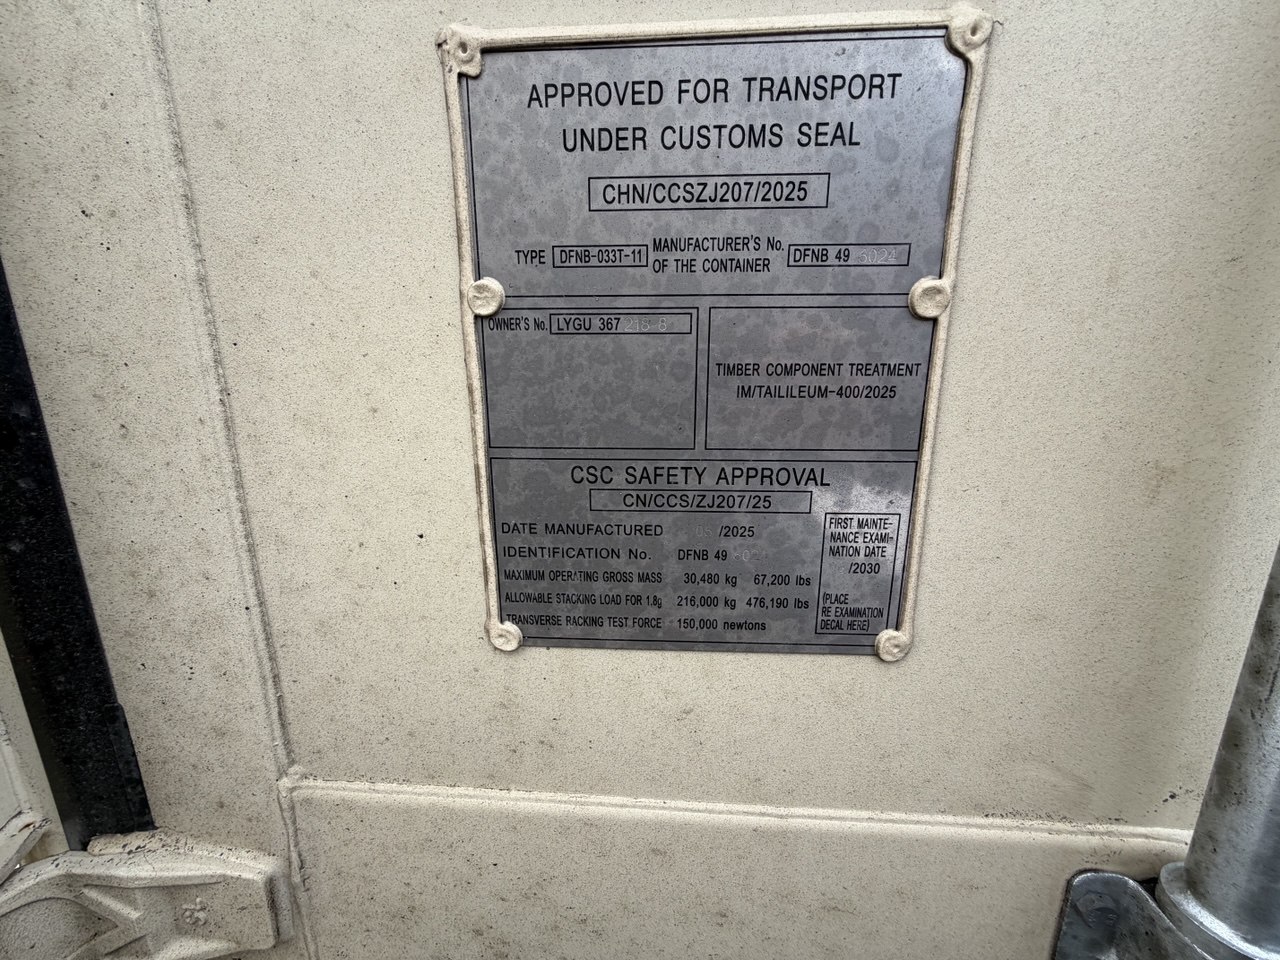 APPROVED FOR TRANSPORT
UNDER CUSTOMS SEAL
CHN/CCSZJ207/2025
TYPE DFNB-033T-11 MANUFACTURER'S No. OF THE CONTAINER DFNB 49
OWNER'S No. LYGU 367
TIMBER COMPONENT TREATMENT
IM/TAILILEUM-400/2025
CSC SAFETY APPROVAL
CN/CCS/ZJ207/25
DATE MANUFACTURED /2025
IDENTIFICATION No. DFNB 49
MAXIMUM OPERATING GROSS MASS 30,480 kg 67,200 lbs
ALLOWABLE STACKING LOAD FOR 1.8g 216,000 kg 476,190 lbs
TRANSVERSE RACKING TEST FORCE 150,000 newtons
FIRST MAINTE-
NANCE EXAMI-
NATION DATE
/2030
(PLACE
RE EXAMINATION
DECAL HERE)